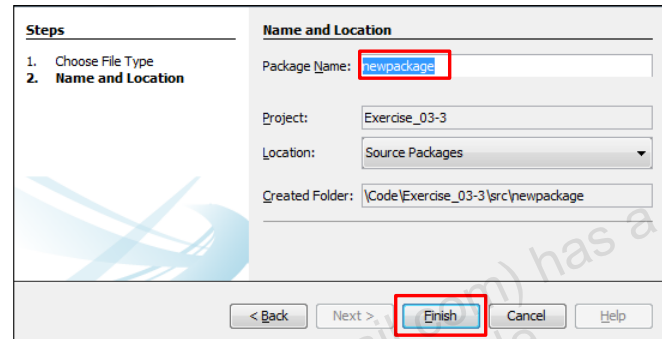 Steps
1. Choose File Type
2. Name and Location
Name and Location
Package Name: newpackage
Project: Exercise_03-3
Location: Source Packages
Created Folder: \Code\Exercise_03-3\src\newpackage
com) has a
< Back Next > Finish Cancel Help